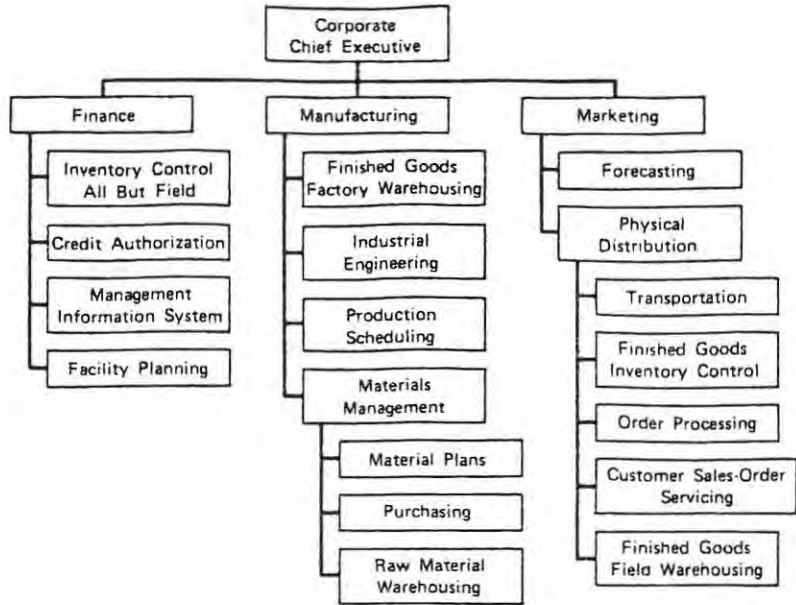 Corporate
Chief Executive
Finance
Inventory Control
All But Field
Credit Authorization
Management
Information System
Facility Planning
Manufacturing
Finished Goods
Factory Warehousing
Industrial
Engineering
Production
Scheduling
Materials
Management
Material Plans
Purchasing
Raw Material
Warehousing
Marketing
Forecasting
Physical
Distribution
Transportation
Finished Goods
Inventory Control
Order Processing
Customer Sales-Order
Servicing
Finished Goods
Field Warehousing